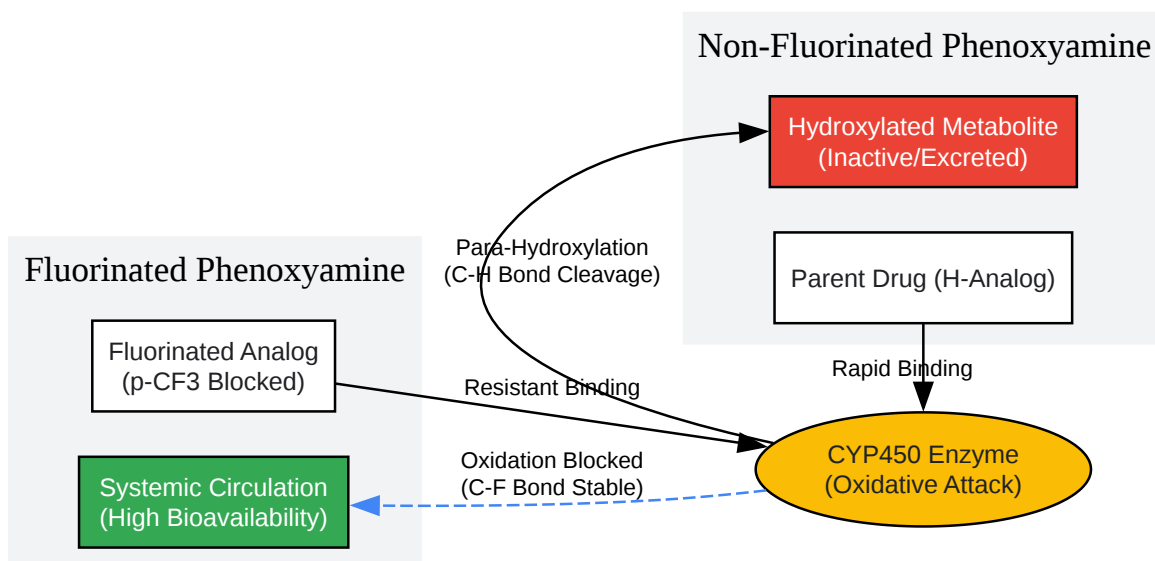 Non-Fluorinated Phenoxyamine
Hydroxylated Metabolite
(Inactive/Excreted)
Parent Drug (H-Analog)
Para-Hydroxylation
(C-H Bond Cleavage)
Fluorinated Phenoxyamine
Fluorinated Analog
(p-CF3 Blocked)
Resistant Binding
Rapid Binding
Systemic Circulation
(High Bioavailability)
Oxidation Blocked
(C-F Bond Stable)
CYP450 Enzyme
(Oxidative Attack)